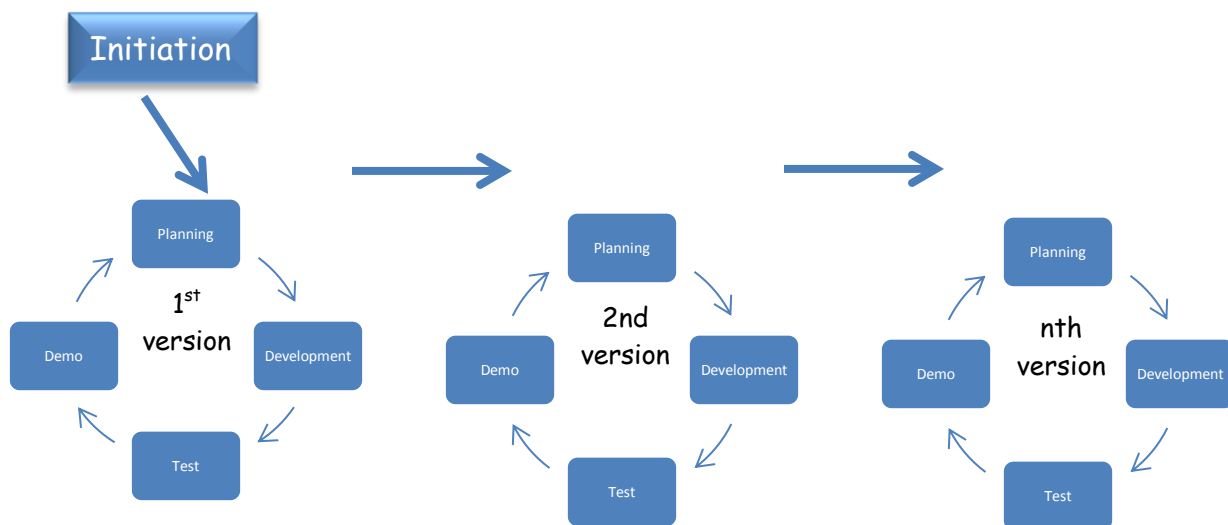 Initiation
Planning
1st
version
Demo
Development
Test
Planning
2nd
version
Demo
Development
Test
Planning
nth
version
Demo
Development
Test